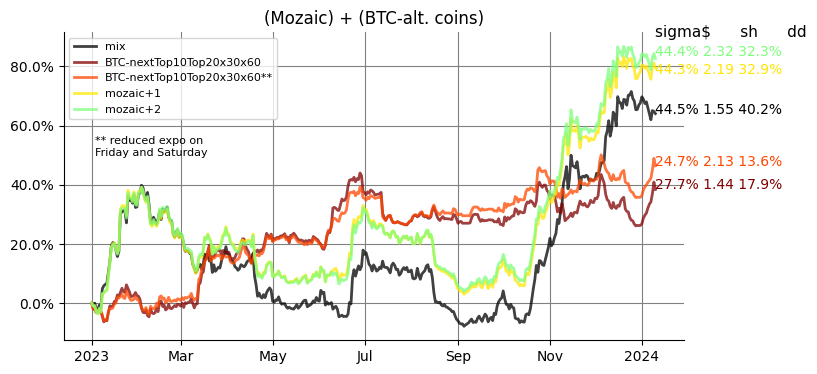 (Mozaic) + (BTC-alt. coins)
sigma$ sh dd
mix
BTC-nextTop10Top20x30x60
BTC-nextTop10Top20x30x60**
mozaic+1
mozaic+2
** reduced expo on
Friday and Saturday
44.4% 2.32 32.3%
44.3% 2.19 32.9%
44.5% 1.55 40.2%
24.7% 2.13 13.6%
27.7% 1.44 17.9%
80.0%
60.0%
40.0%
20.0%
0.0%
2023 Mar May Jul Sep Nov 2024